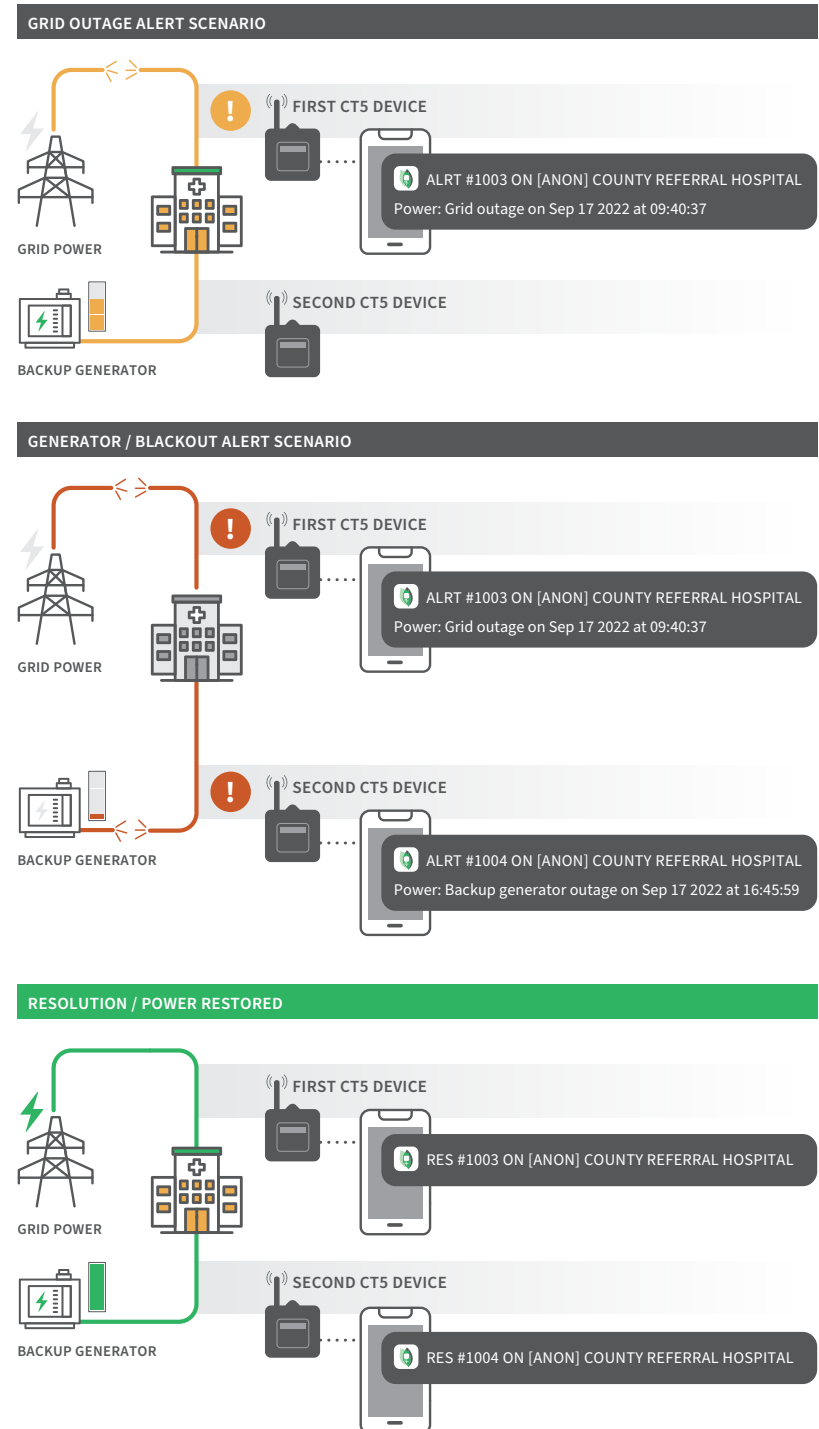 GRID OUTAGE ALERT SCENARIO
!
FIRST CT5 DEVICE
ALRT #1003 ON [ANON] COUNTY REFERRAL HOSPITAL
Power: Grid outage on Sep 17 2022 at 09:40:37
GRID POWER
SECOND CT5 DEVICE
BACKUP GENERATOR
GENERATOR / BLACKOUT ALERT SCENARIO
!
FIRST CT5 DEVICE
ALRT #1003 ON [ANON] COUNTY REFERRAL HOSPITAL
Power: Grid outage on Sep 17 2022 at 09:40:37
GRID POWER
!
SECOND CT5 DEVICE
ALRT #1004 ON [ANON] COUNTY REFERRAL HOSPITAL
Power: Backup generator outage on Sep 17 2022 at 16:45:59
BACKUP GENERATOR
RESOLUTION / POWER RESTORED
FIRST CT5 DEVICE
RES #1003 ON [ANON] COUNTY REFERRAL HOSPITAL
GRID POWER
SECOND CT5 DEVICE
BACKUP GENERATOR
RES #1004 ON [ANON] COUNTY REFERRAL HOSPITAL